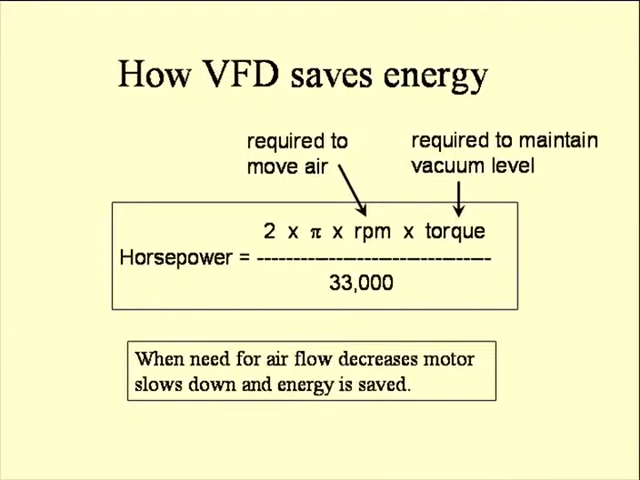 How VFD saves energy
required to
move air
required to maintain
vacuum level
2 x π x rpm x torque
Horsepower = --------------------------------
33,000
When need for air flow decreases motor
slows down and energy is saved.